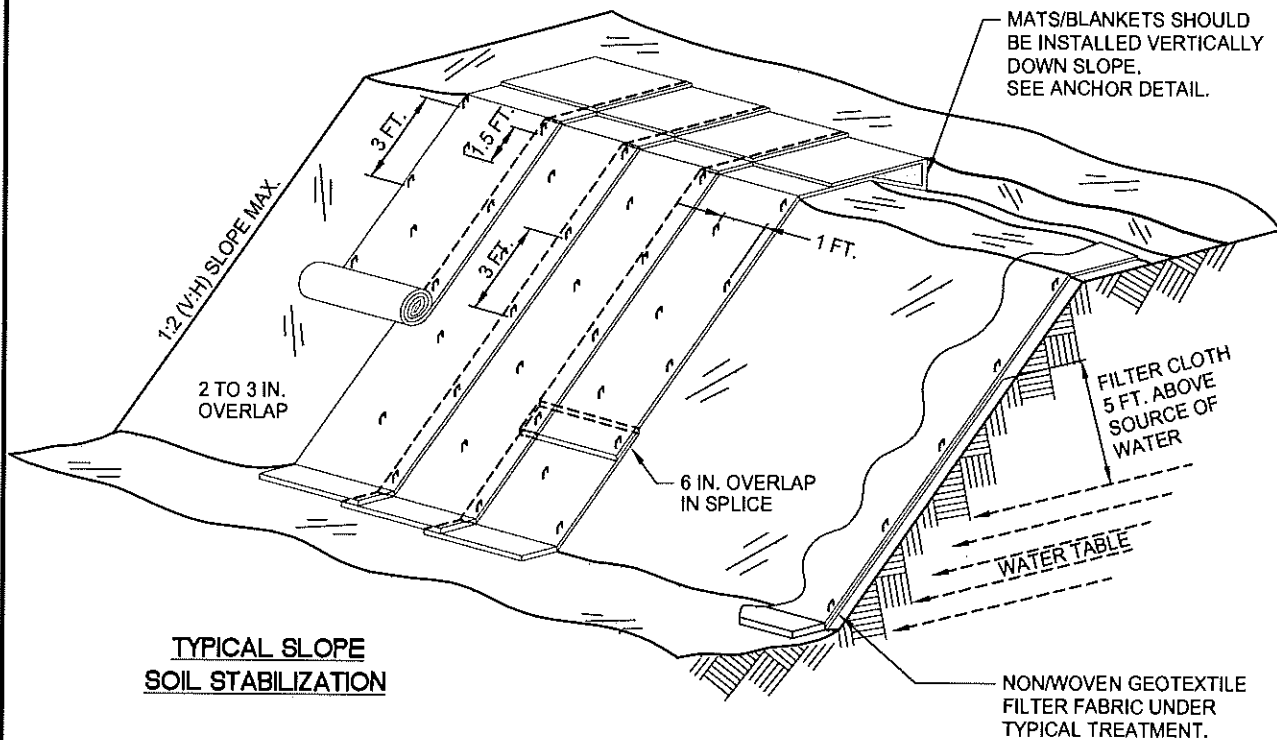 MATS/BLANKETS SHOULD
BE INSTALLED VERTICALLY
DOWN SLOPE.
SEE ANCHOR DETAIL.
3 FT.
1.5 FT.
1:2 (V:H) SLOPE MAX.
3 FT.
1 FT.
2 TO 3 IN.
OVERLAP
FILTER CLOTH
5 FT. ABOVE
SOURCE OF
WATER
6 IN. OVERLAP
IN SPLICE
WATER TABLE
TYPICAL SLOPE
SOIL STABILIZATION
NON/WOVEN GEOTEXTILE
FILTER FABRIC UNDER
TYPICAL TREATMENT.